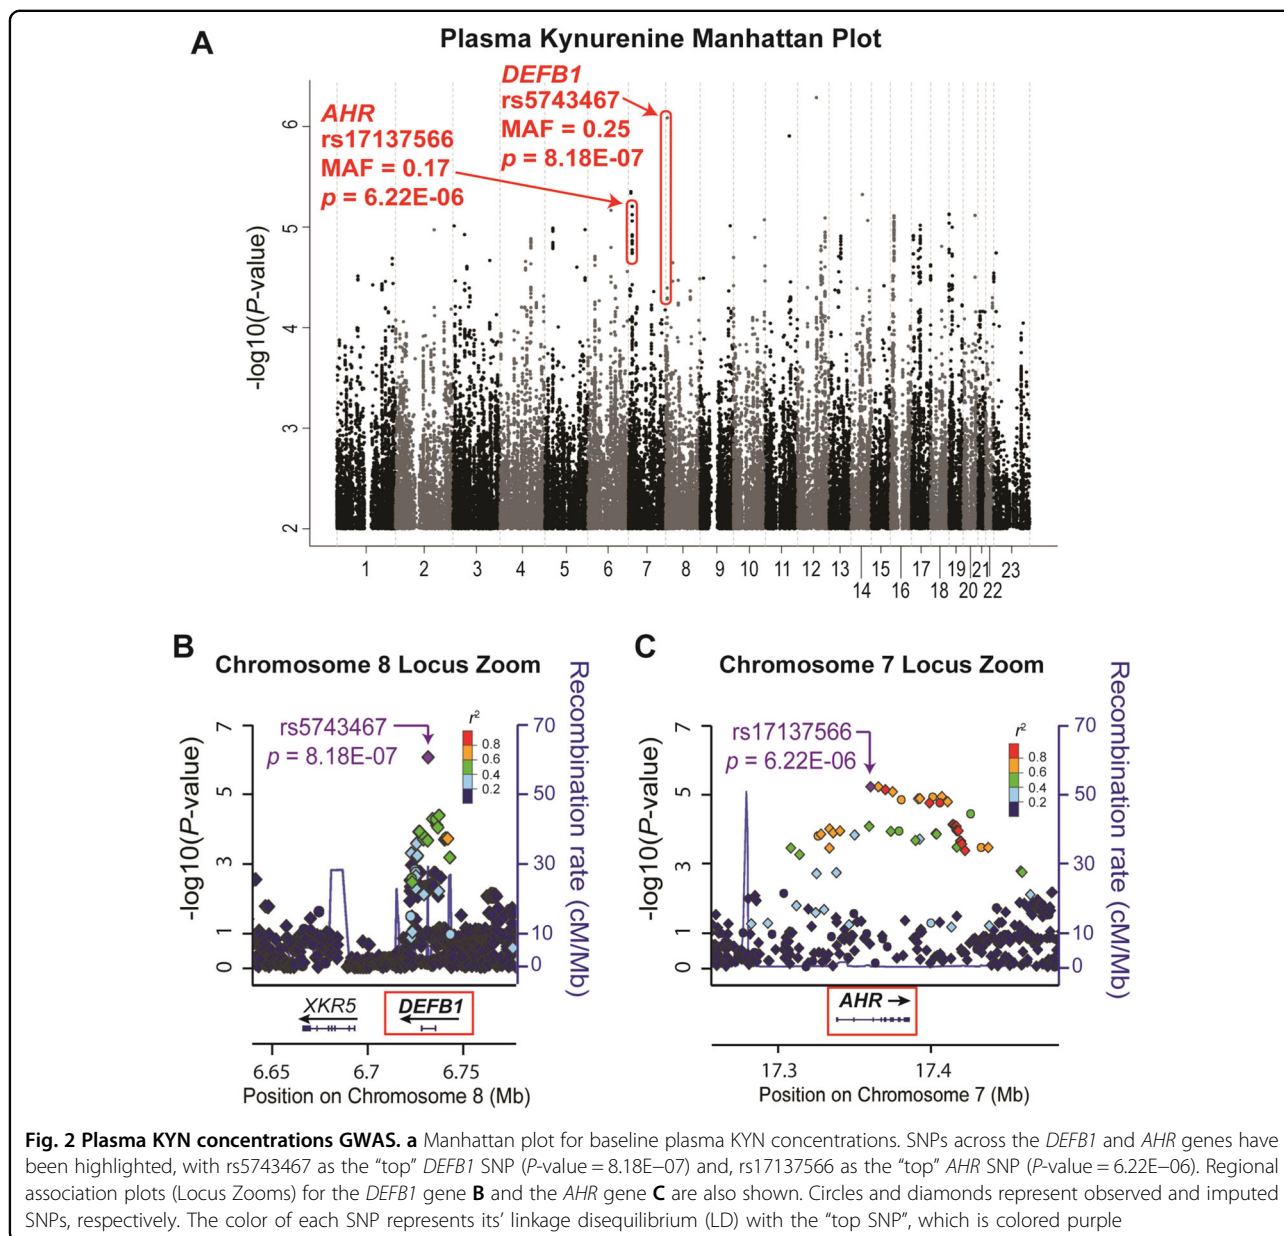 A
Plasma Kynurenine Manhattan Plot
AHR
rs17137566
MAF = 0.17
p = 6.22E-06
DEFB1
rs5743467
MAF = 0.25
p = 8.18E-07
-log10(P-value)
6
5
4
3
2
1 2 3 4 5 6 7 8 9 10 11 12 13 15 17 19 21 23
14 16 18 20 22
B
Chromosome 8 Locus Zoom
rs5743467
p = 8.18E-07
r²
0.8
0.6
0.4
0.2
-log10(P-value)
7
5
3
1
0
Recombination rate (cM/Mb)
70
50
30
10
0
XKR5
DEFB1
6.65 6.7 6.75
Position on Chromosome 8 (Mb)
C
Chromosome 7 Locus Zoom
rs17137566
p = 6.22E-06
r²
0.8
0.6
0.4
0.2
-log10(P-value)
7
5
3
1
0
Recombination rate (cM/Mb)
70
50
30
10
0
AHR
17.3 17.4
Position on Chromosome 7 (Mb)
Fig. 2 Plasma KYN concentrations GWAS. a Manhattan plot for baseline plasma KYN concentrations. SNPs across the DEFB1 and AHR genes have
been highlighted, with rs5743467 as the “top” DEFB1 SNP (P-value = 8.18E−07) and, rs17137566 as the “top” AHR SNP (P-value = 6.22E−06). Regional
association plots (Locus Zooms) for the DEFB1 gene B and the AHR gene C are also shown. Circles and diamonds represent observed and imputed
SNPs, respectively. The color of each SNP represents its’ linkage disequilibrium (LD) with the “top SNP”, which is colored purple